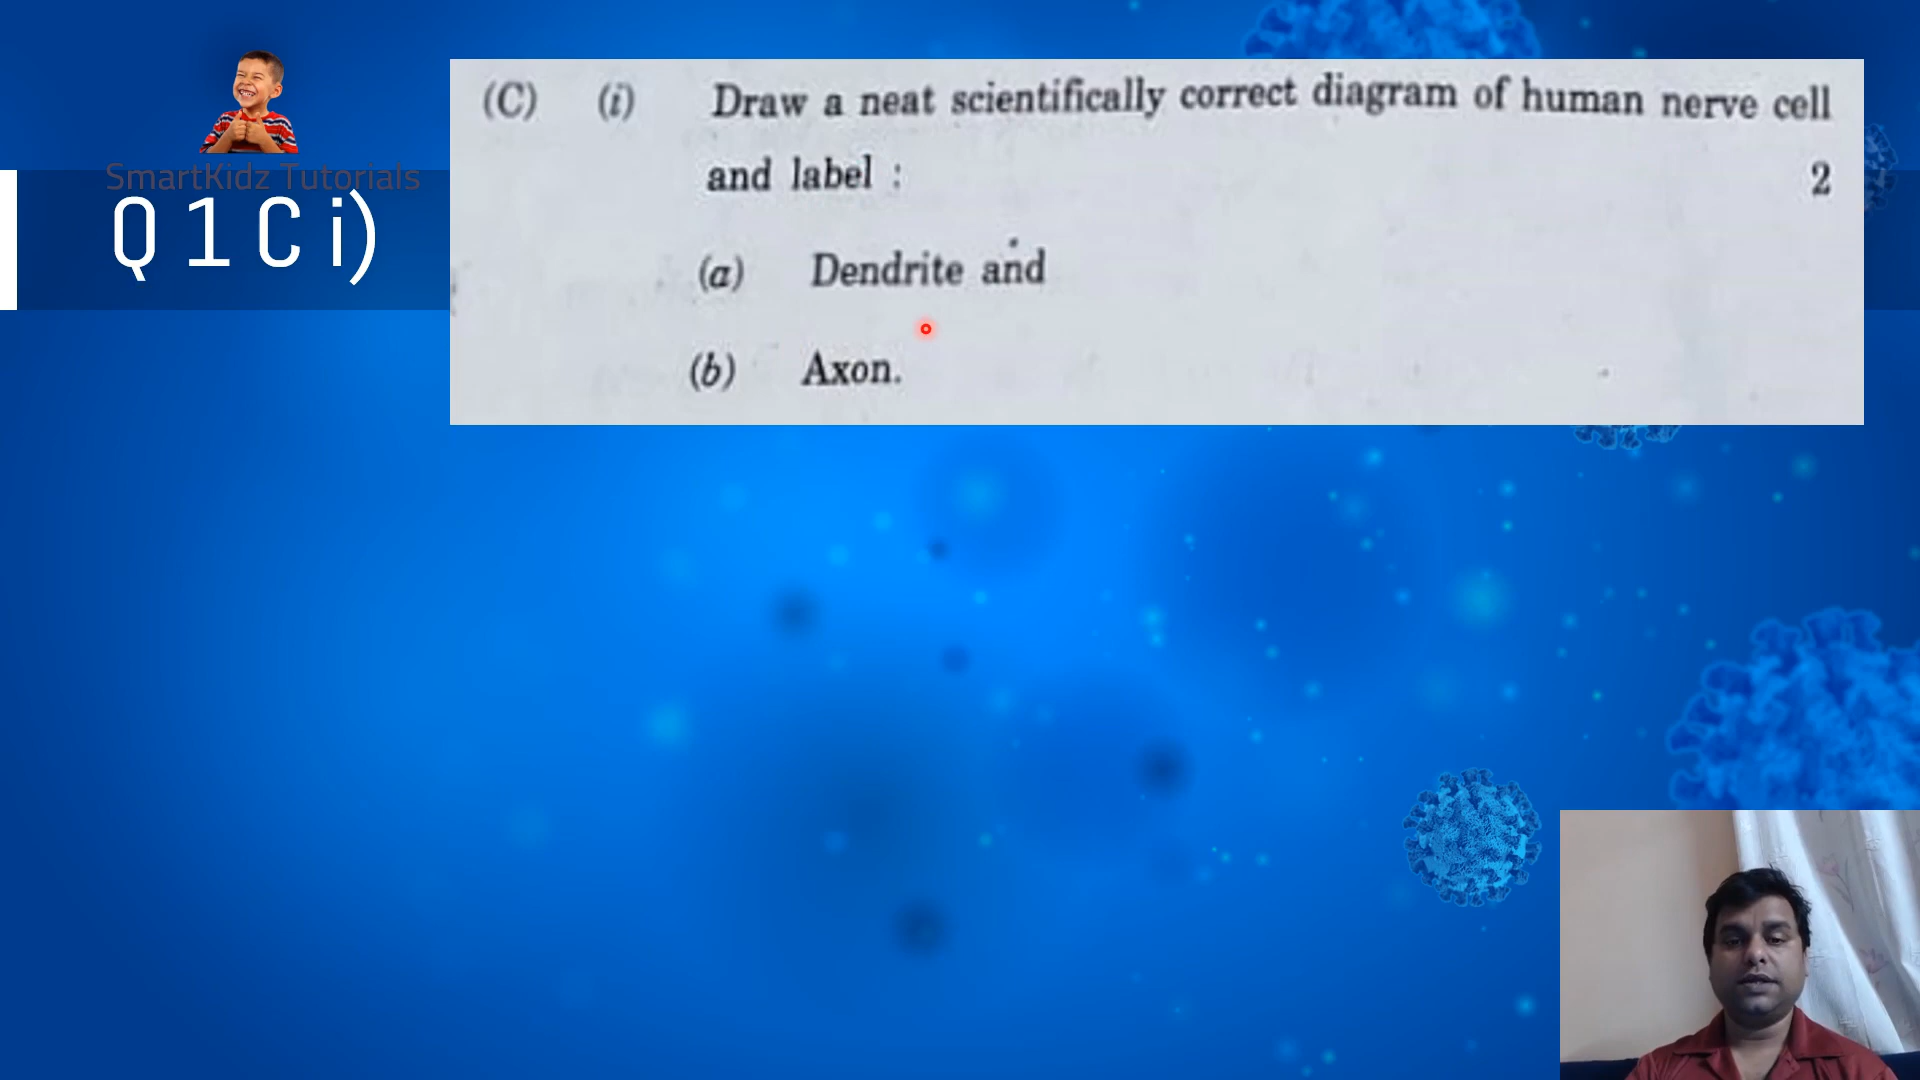 SmartKidz Tutorials
Q 1 C i)
(C) (i) Draw a neat scientifically correct diagram of human nerve cell
and label : 2
(a) Dendrite and
(b) Axon.